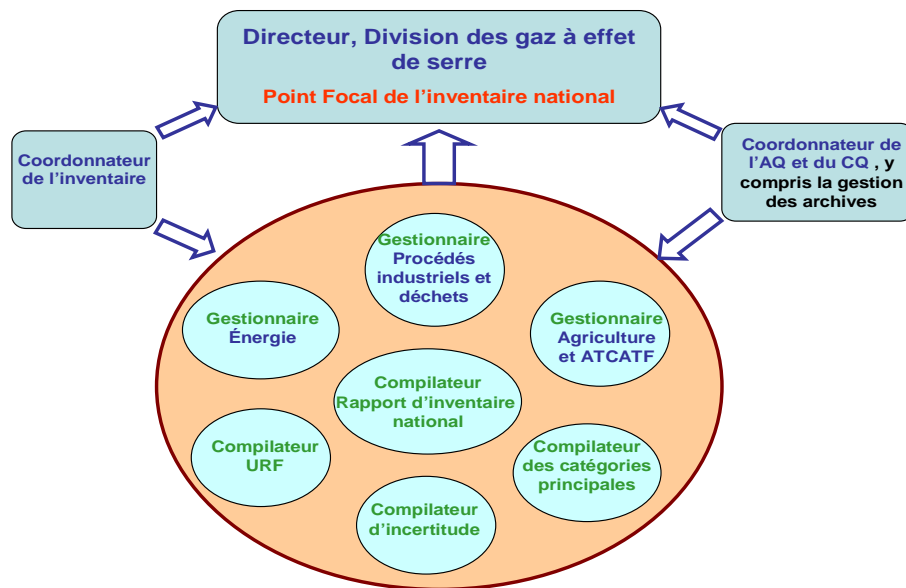 Directeur, Division des gaz à effet
de serre
Point Focal de l'inventaire national
Coordonnateur
de l'inventaire
Coordonnateur de
l'AQ et du CQ , y
compris la gestion
des archives
Gestionnaire
Procédés
industriels et
déchets
Gestionnaire
Énergie
Gestionnaire
Agriculture
et ATCATF
Compilateur
Rapport d'inventaire
national
Compilateur
URF
Compilateur
des catégories
principales
Compilateur
d'incertitude